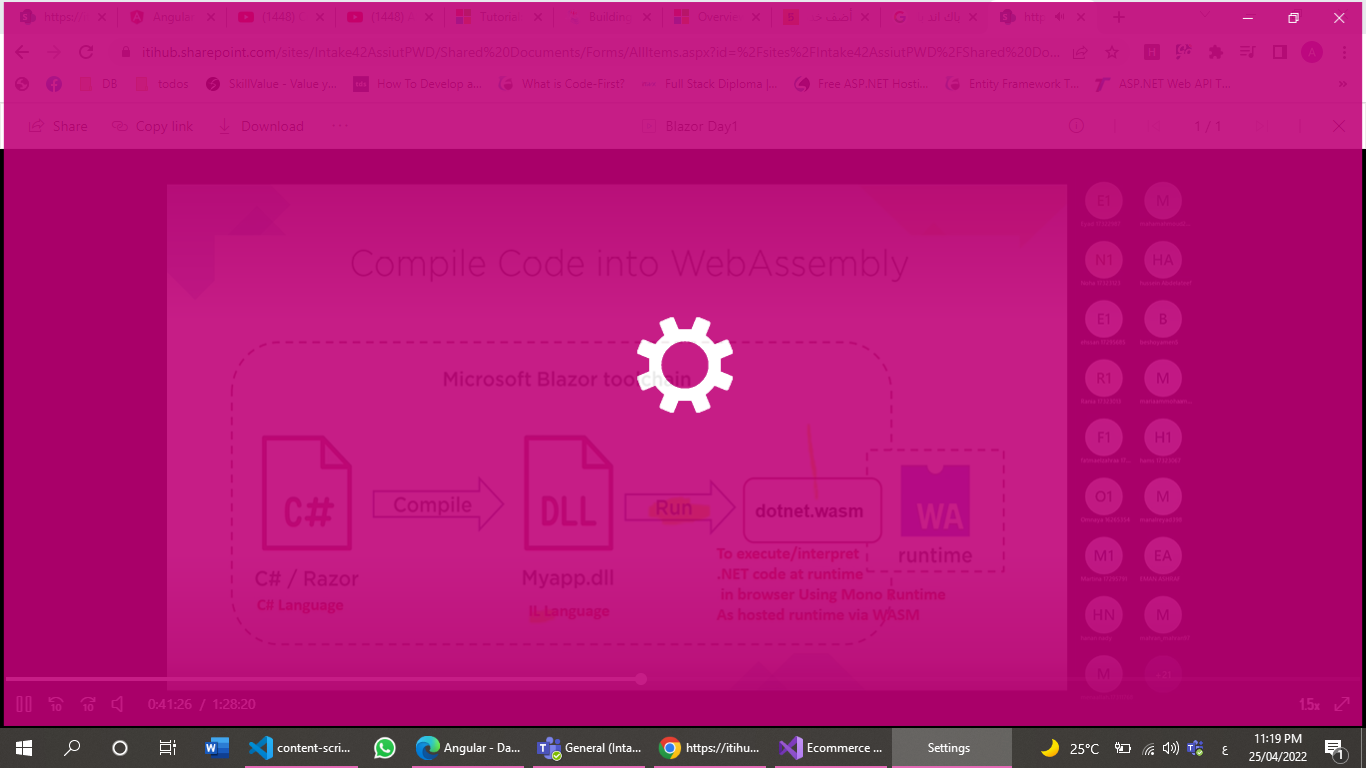 https://
Angular
(1448) C
(1448) C
Tutorial
Building
Overvie
أضف حد
http
itihub.sharepoint.com/sites/Intake42AssiutPWD/Shared%20Documents/Forms/AllItems.aspx?id=%2Fsites%2FIntake42AssiutPWD%2FShared%20Do...
A
DB
todos
SkillValue - Value y...
How To Develop a...
What is Code-First?
Full Stack Diploma |...
Free ASP.NET Hosti...
Entity Framework T...
ASP.NET Web API T...
»
Share
Copy link
Download
Blazor Day1
1 / 1
Compile Code into WebAssembly
Microsoft Blazor toolchain
C#
Compile
DLL
Run
dotnet.wasm
WA
runtime
C# / Razor
C# Language
Myapp.dll
IL Language
To execute/interpret
.NET code at runtime
in browser Using Mono Runtime
As hosted runtime via WASM
E1
M
N1
HA
E1
B
R1
M
F1
H1
O1
M
M1
EA
HN
M
M
10
10
0:41:26 / 1:28:20
1.5x
content-scri...
Angular - Da...
General (Inta...
https://itihu...
Ecommerce ...
Settings
25°C
ع
11:19 PM
25/04/2022
1